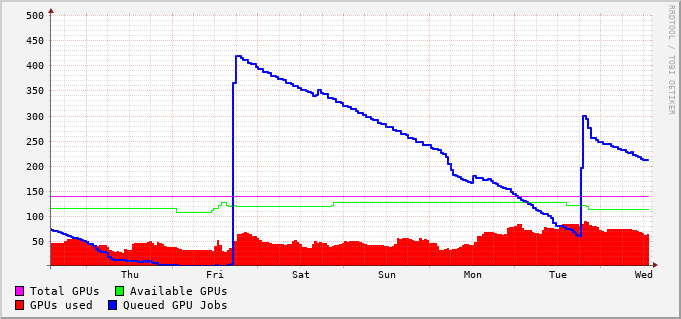 500
450
400
350
300
250
200
150
100
50
Thu Fri Sat Sun Mon Tue Wed
Total GPUs Available GPUs
GPUs used Queued GPU Jobs
RRDTOOL / TOBI OETIKER